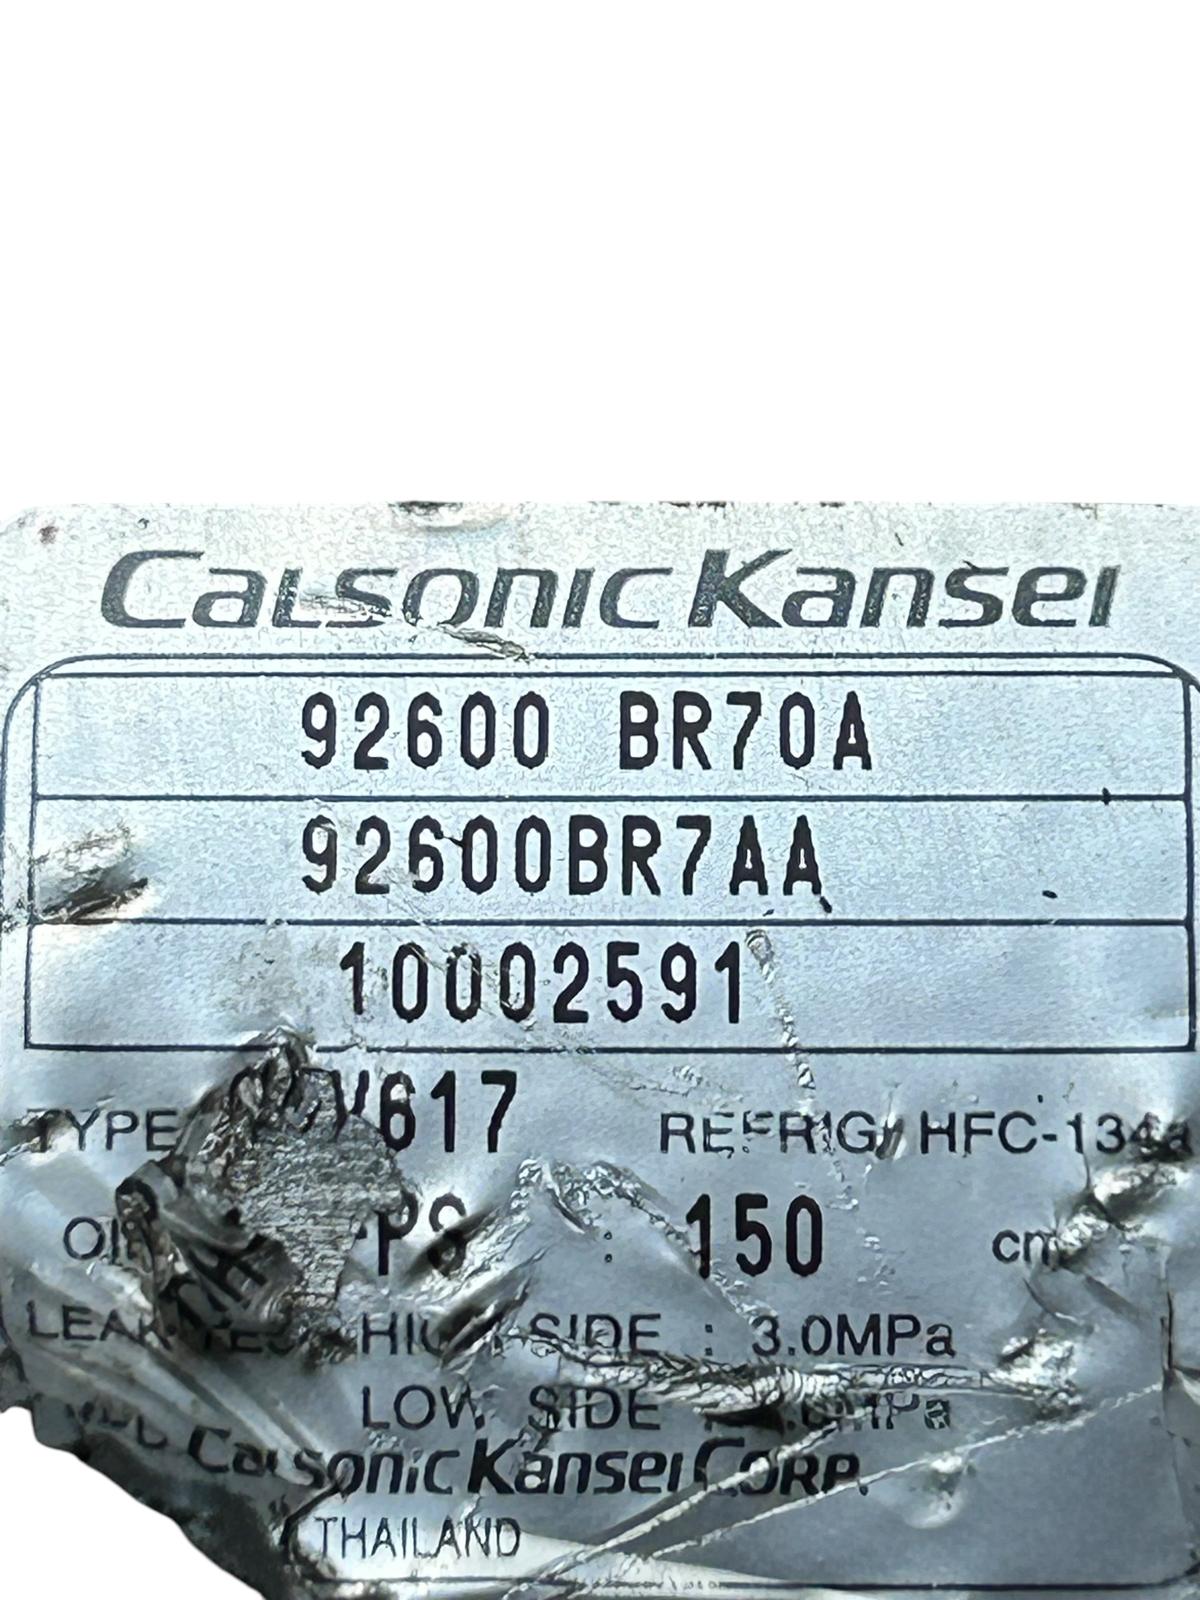 Calsonic Kansei
92600 BR70A
92600BR7AA
10002591
TYPE 617 REFRIG HFC-134a
150
HIGH SIDE : 3.0MPa
LOW SIDE
Calsonic Kansei Corp.
THAILAND